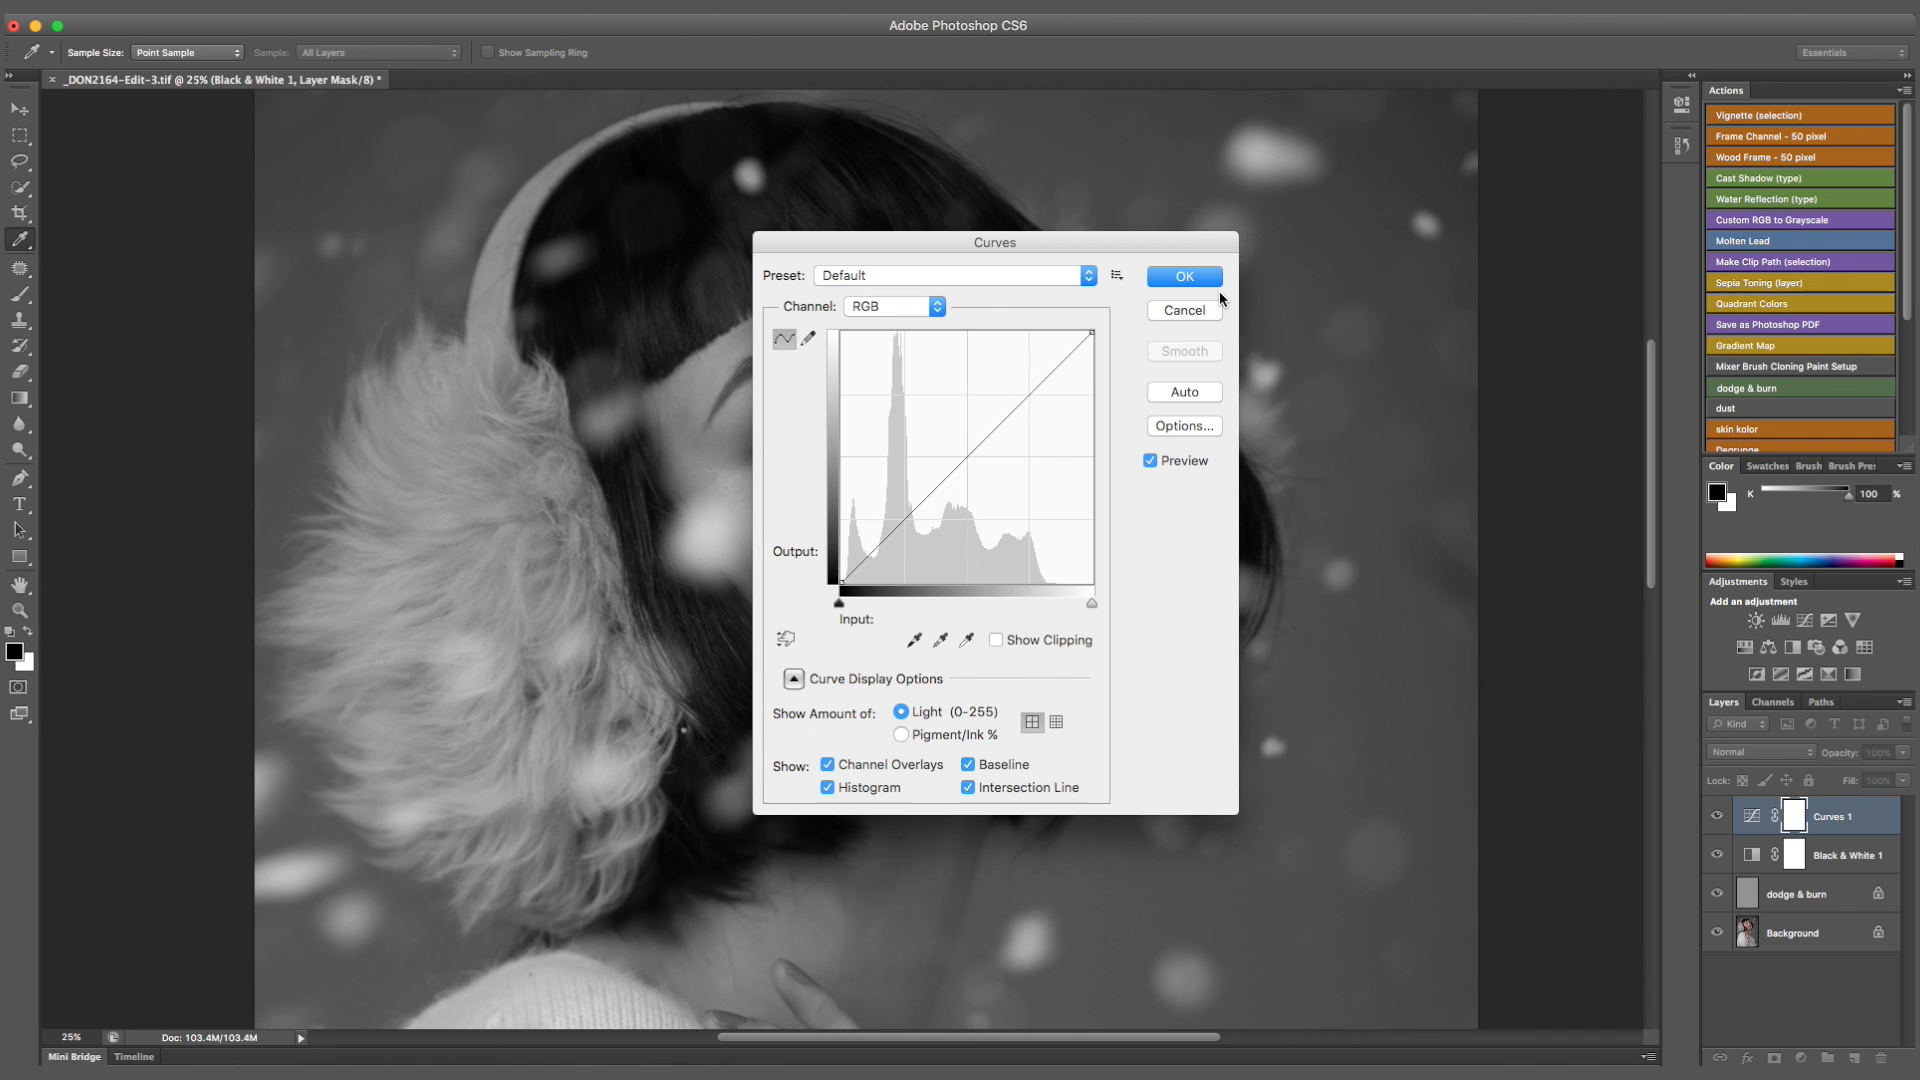 Adobe Photoshop CS6
Sample Size: Point Sample Sample: All Layers Show Sampling Ring Essentials
× _DON2164-Edit-3.tif @ 25% (Black & White 1, Layer Mask/8) *
Curves
Preset: Default
OK
Channel: RGB
Cancel
Smooth
Auto
Options...
Preview
Output:
Input:
Show Clipping
Curve Display Options
Show Amount of: Light (0-255)
Pigment/Ink %
Show: Channel Overlays Baseline
Histogram Intersection Line
Actions
Vignette (selection)
Frame Channel - 50 pixel
Wood Frame - 50 pixel
Cast Shadow (type)
Water Reflection (type)
Custom RGB to Grayscale
Molten Lead
Make Clip Path (selection)
Sepia Toning (layer)
Quadrant Colors
Save as Photoshop PDF
Gradient Map
Mixer Brush Cloning Paint Setup
dodge & burn
dust
skin kolor
Degrunge
Color Swatches Brush Brush Pre:
K 100 %
Adjustments Styles
Add an adjustment
Layers Channels Paths
Kind
Normal Opacity: 100%
Lock: Fill: 100%
Curves 1
Black & White 1
dodge & burn
Background
fx
25% Doc: 103.4M/103.4M
Mini Bridge Timeline